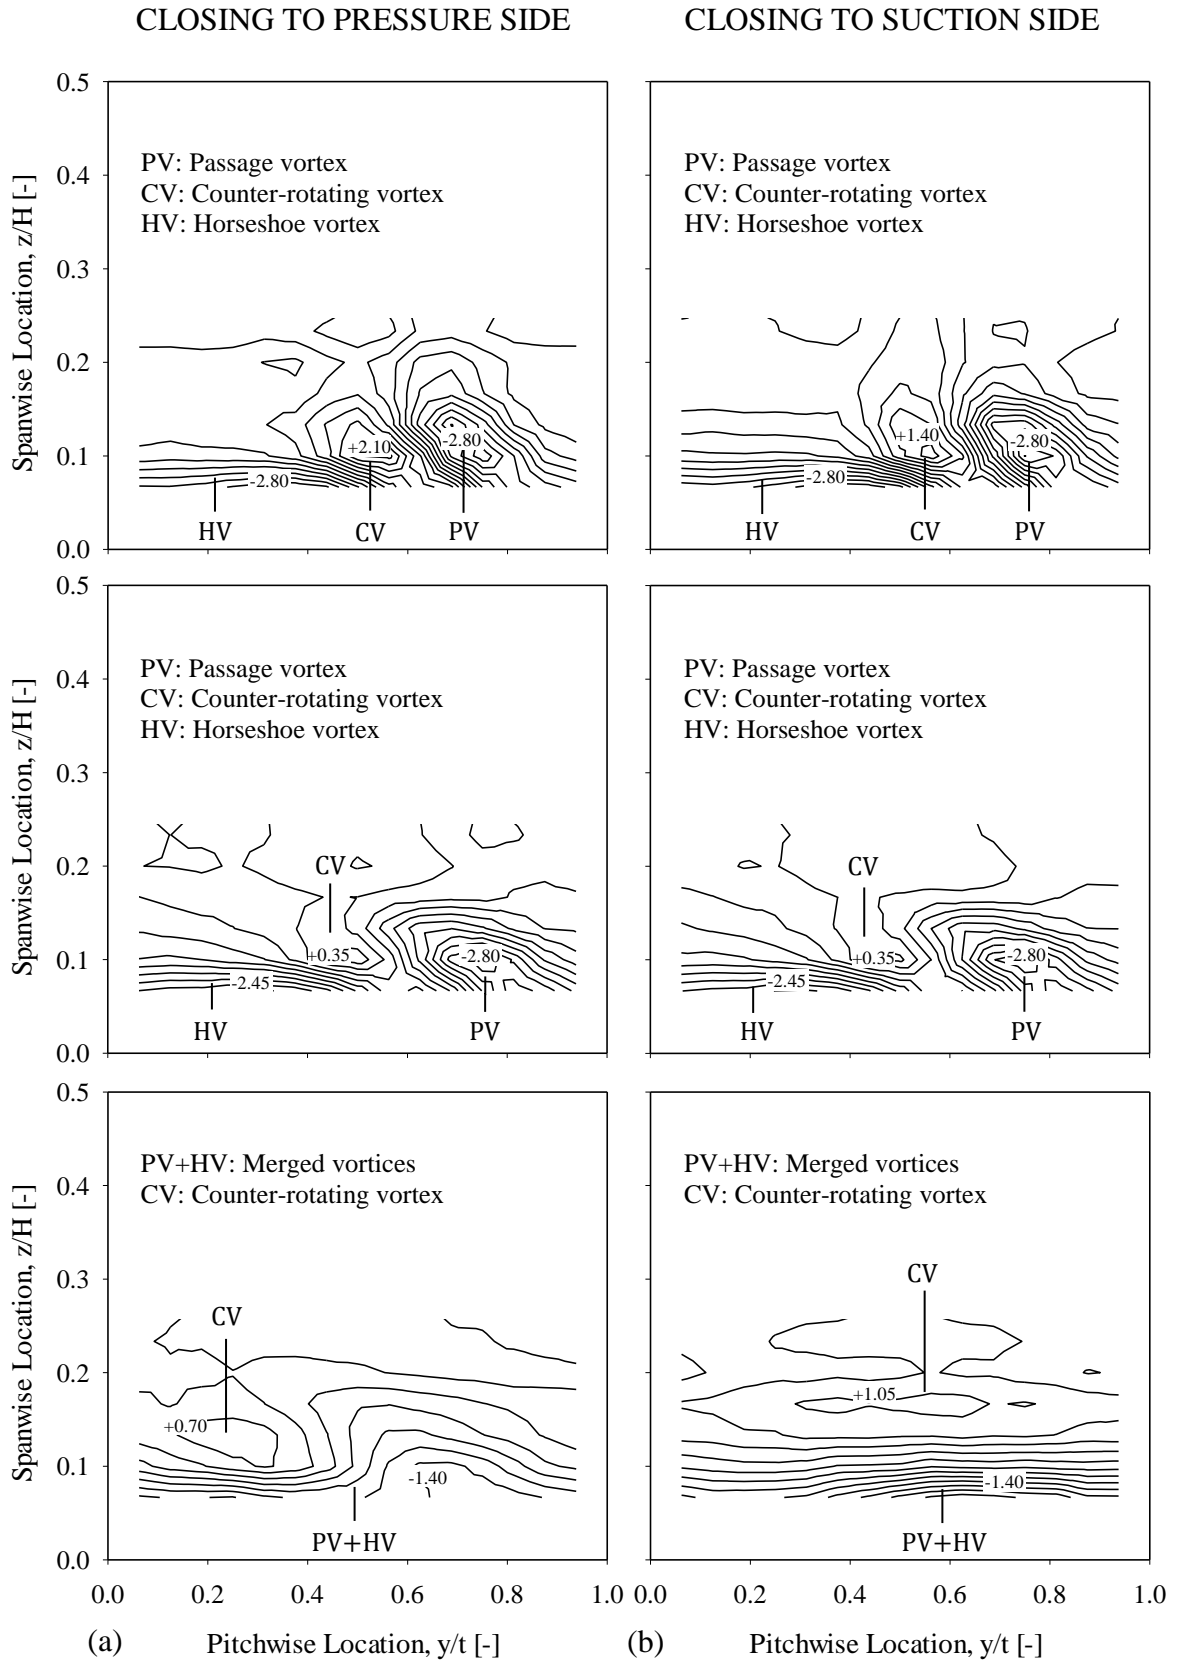 CLOSING TO PRESSURE SIDE
CLOSING TO SUCTION SIDE
0.5
0.4
0.3
0.2
0.1
0.0
Spanwise Location, z/H [-]
PV: Passage vortex
CV: Counter-rotating vortex
HV: Horseshoe vortex
+2.10
-2.80
-2.80
HV
CV
PV
PV: Passage vortex
CV: Counter-rotating vortex
HV: Horseshoe vortex
+1.40
-2.80
-2.80
HV
CV
PV
0.5
0.4
0.3
0.2
0.1
0.0
Spanwise Location, z/H [-]
PV: Passage vortex
CV: Counter-rotating vortex
HV: Horseshoe vortex
CV
+0.35
-2.80
-2.45
HV
PV
PV: Passage vortex
CV: Counter-rotating vortex
HV: Horseshoe vortex
CV
+0.35
-2.80
-2.45
HV
PV
0.5
0.4
0.3
0.2
0.1
0.0
Spanwise Location, z/H [-]
PV+HV: Merged vortices
CV: Counter-rotating vortex
CV
+0.70
-1.40
PV+HV
PV+HV: Merged vortices
CV: Counter-rotating vortex
CV
+1.05
-1.40
PV+HV
0.0 0.2 0.4 0.6 0.8 1.0
0.0 0.2 0.4 0.6 0.8 1.0
(a) Pitchwise Location, y/t [-]
(b) Pitchwise Location, y/t [-]